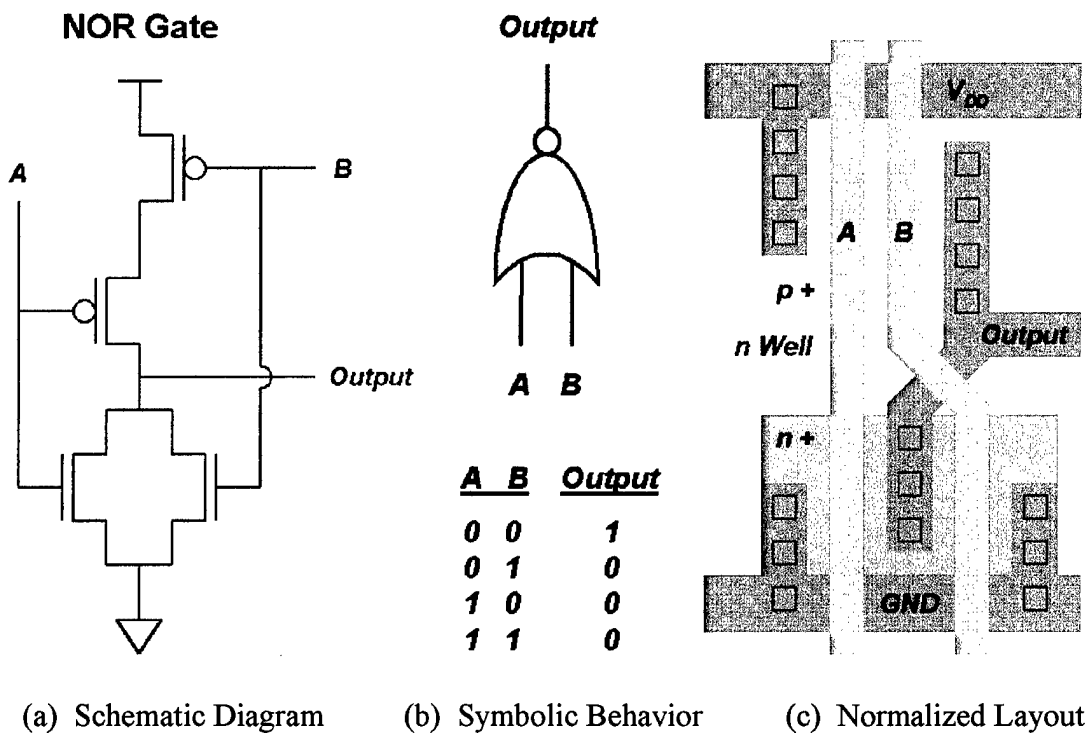 NOR Gate
A
B
Output
Output
A B
A B Output
0 0 1
0 1 0
1 0 0
1 1 0
V_DD
A B
p +
n Well
Output
n +
GND
(a) Schematic Diagram
(b) Symbolic Behavior
(c) Normalized Layout